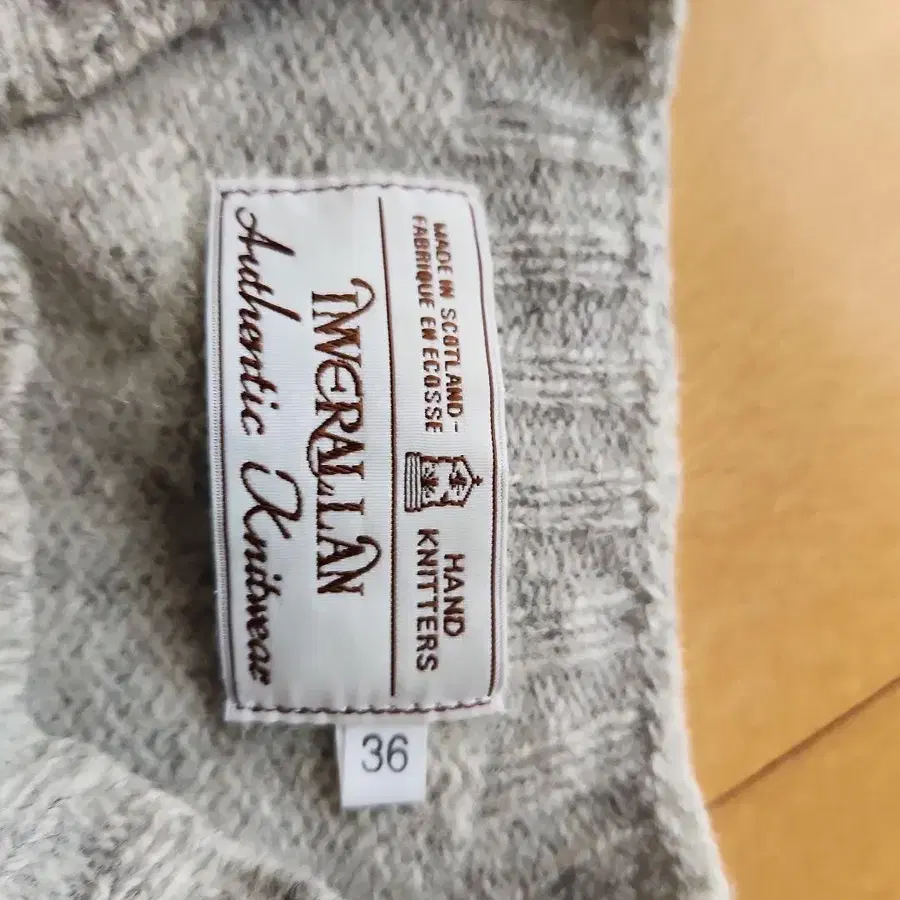 MADE IN SCOTLAND-
FABRIQUE EN ECOSSE
HAND
KNITTERS
INVERALLAN
Authentic Knitwear
36